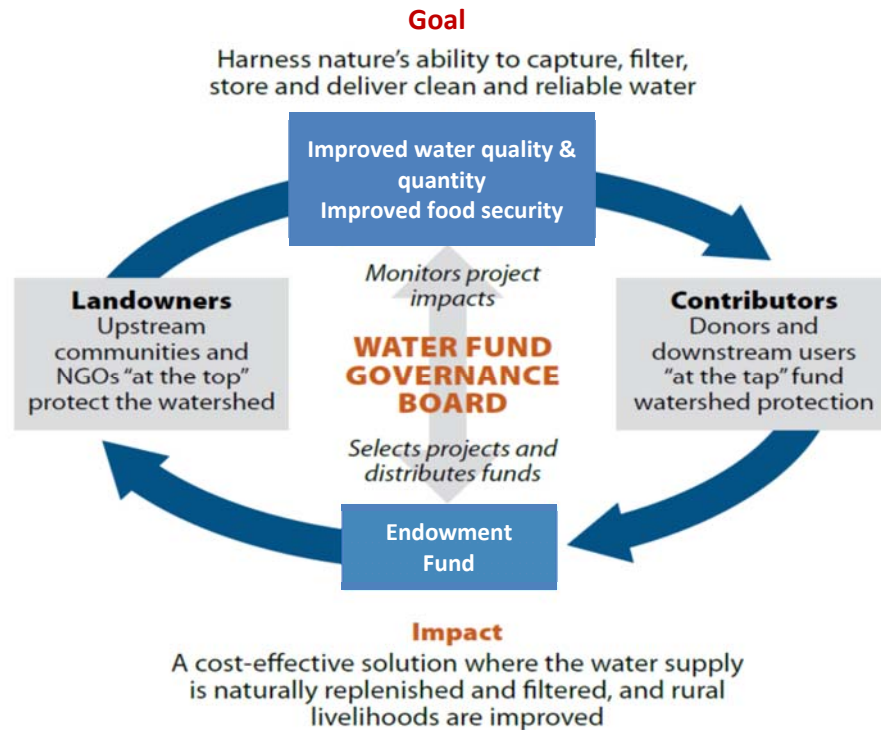 Goal
Harness nature’s ability to capture, filter,
store and deliver clean and reliable water
Improved water quality &
quantity
Improved food security
Monitors project
impacts
Landowners
Upstream
communities and
NGOs “at the top”
protect the watershed
WATER FUND
GOVERNANCE
BOARD
Contributors
Donors and
downstream users
“at the tap” fund
watershed protection
Selects projects and
distributes funds
Endowment
Fund
Impact
A cost-effective solution where the water supply
is naturally replenished and filtered, and rural
livelihoods are improved